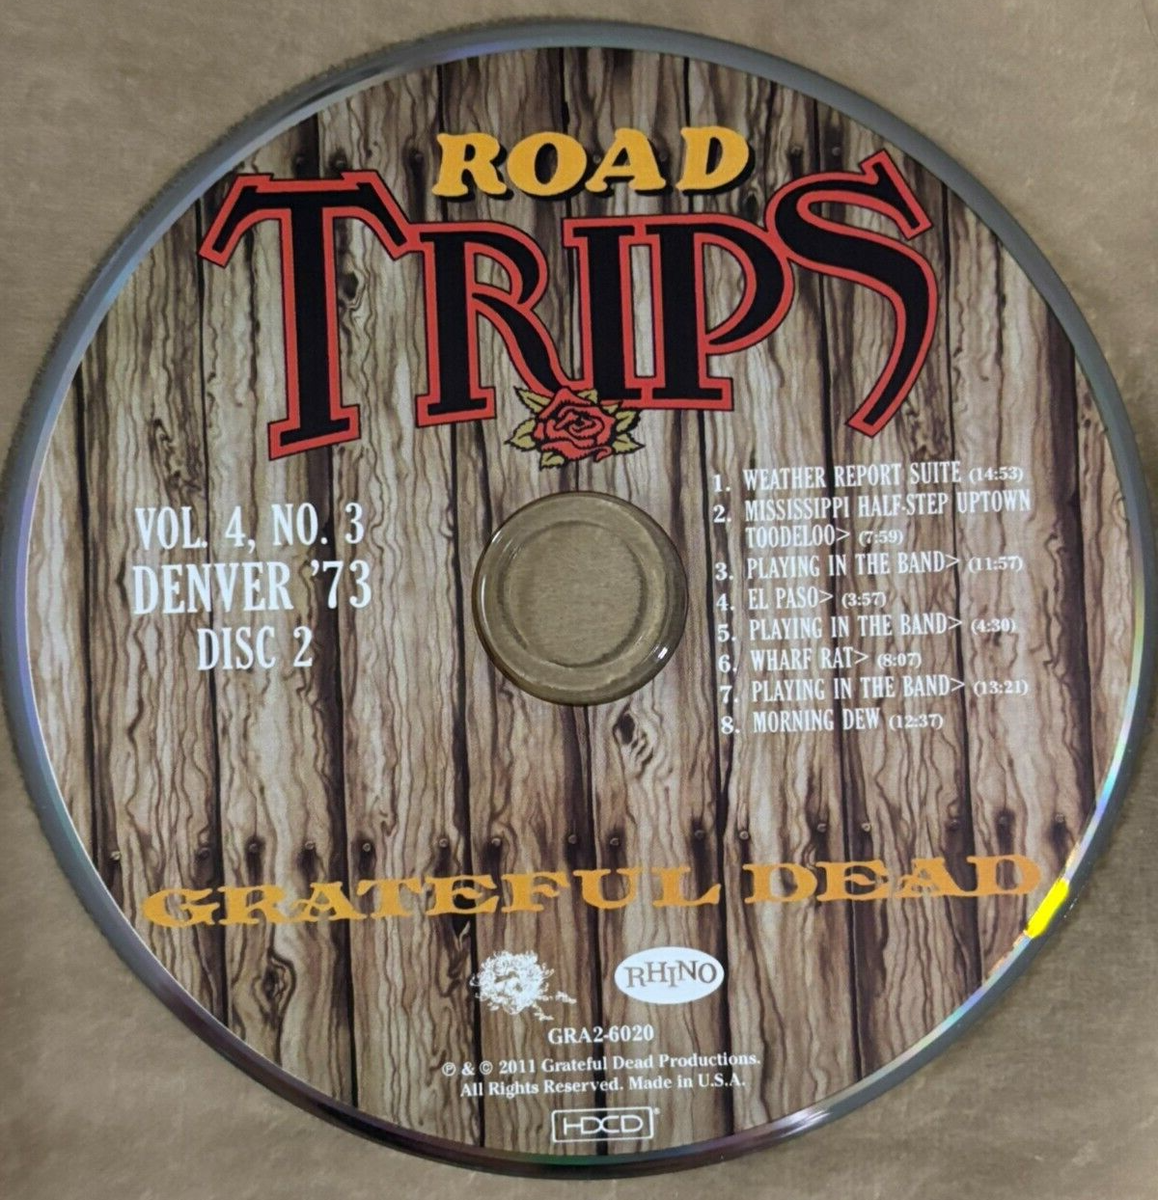 ROAD
TRIPS
VOL. 4, NO. 3
DENVER '73
DISC 2
1. WEATHER REPORT SUITE (14:53)
2. MISSISSIPPI HALF-STEP UPTOWN
TOODELOO> (7:59)
3. PLAYING IN THE BAND> (11:57)
4. EL PASO> (3:57)
5. PLAYING IN THE BAND> (4:30)
6. WHARF RAT> (8:07)
7. PLAYING IN THE BAND> (13:21)
8. MORNING DEW (12:37)
GRATEFUL DEAD
RHINO
GRA2-6020
℗ & © 2011 Grateful Dead Productions.
All Rights Reserved. Made in U.S.A.
HDCD®